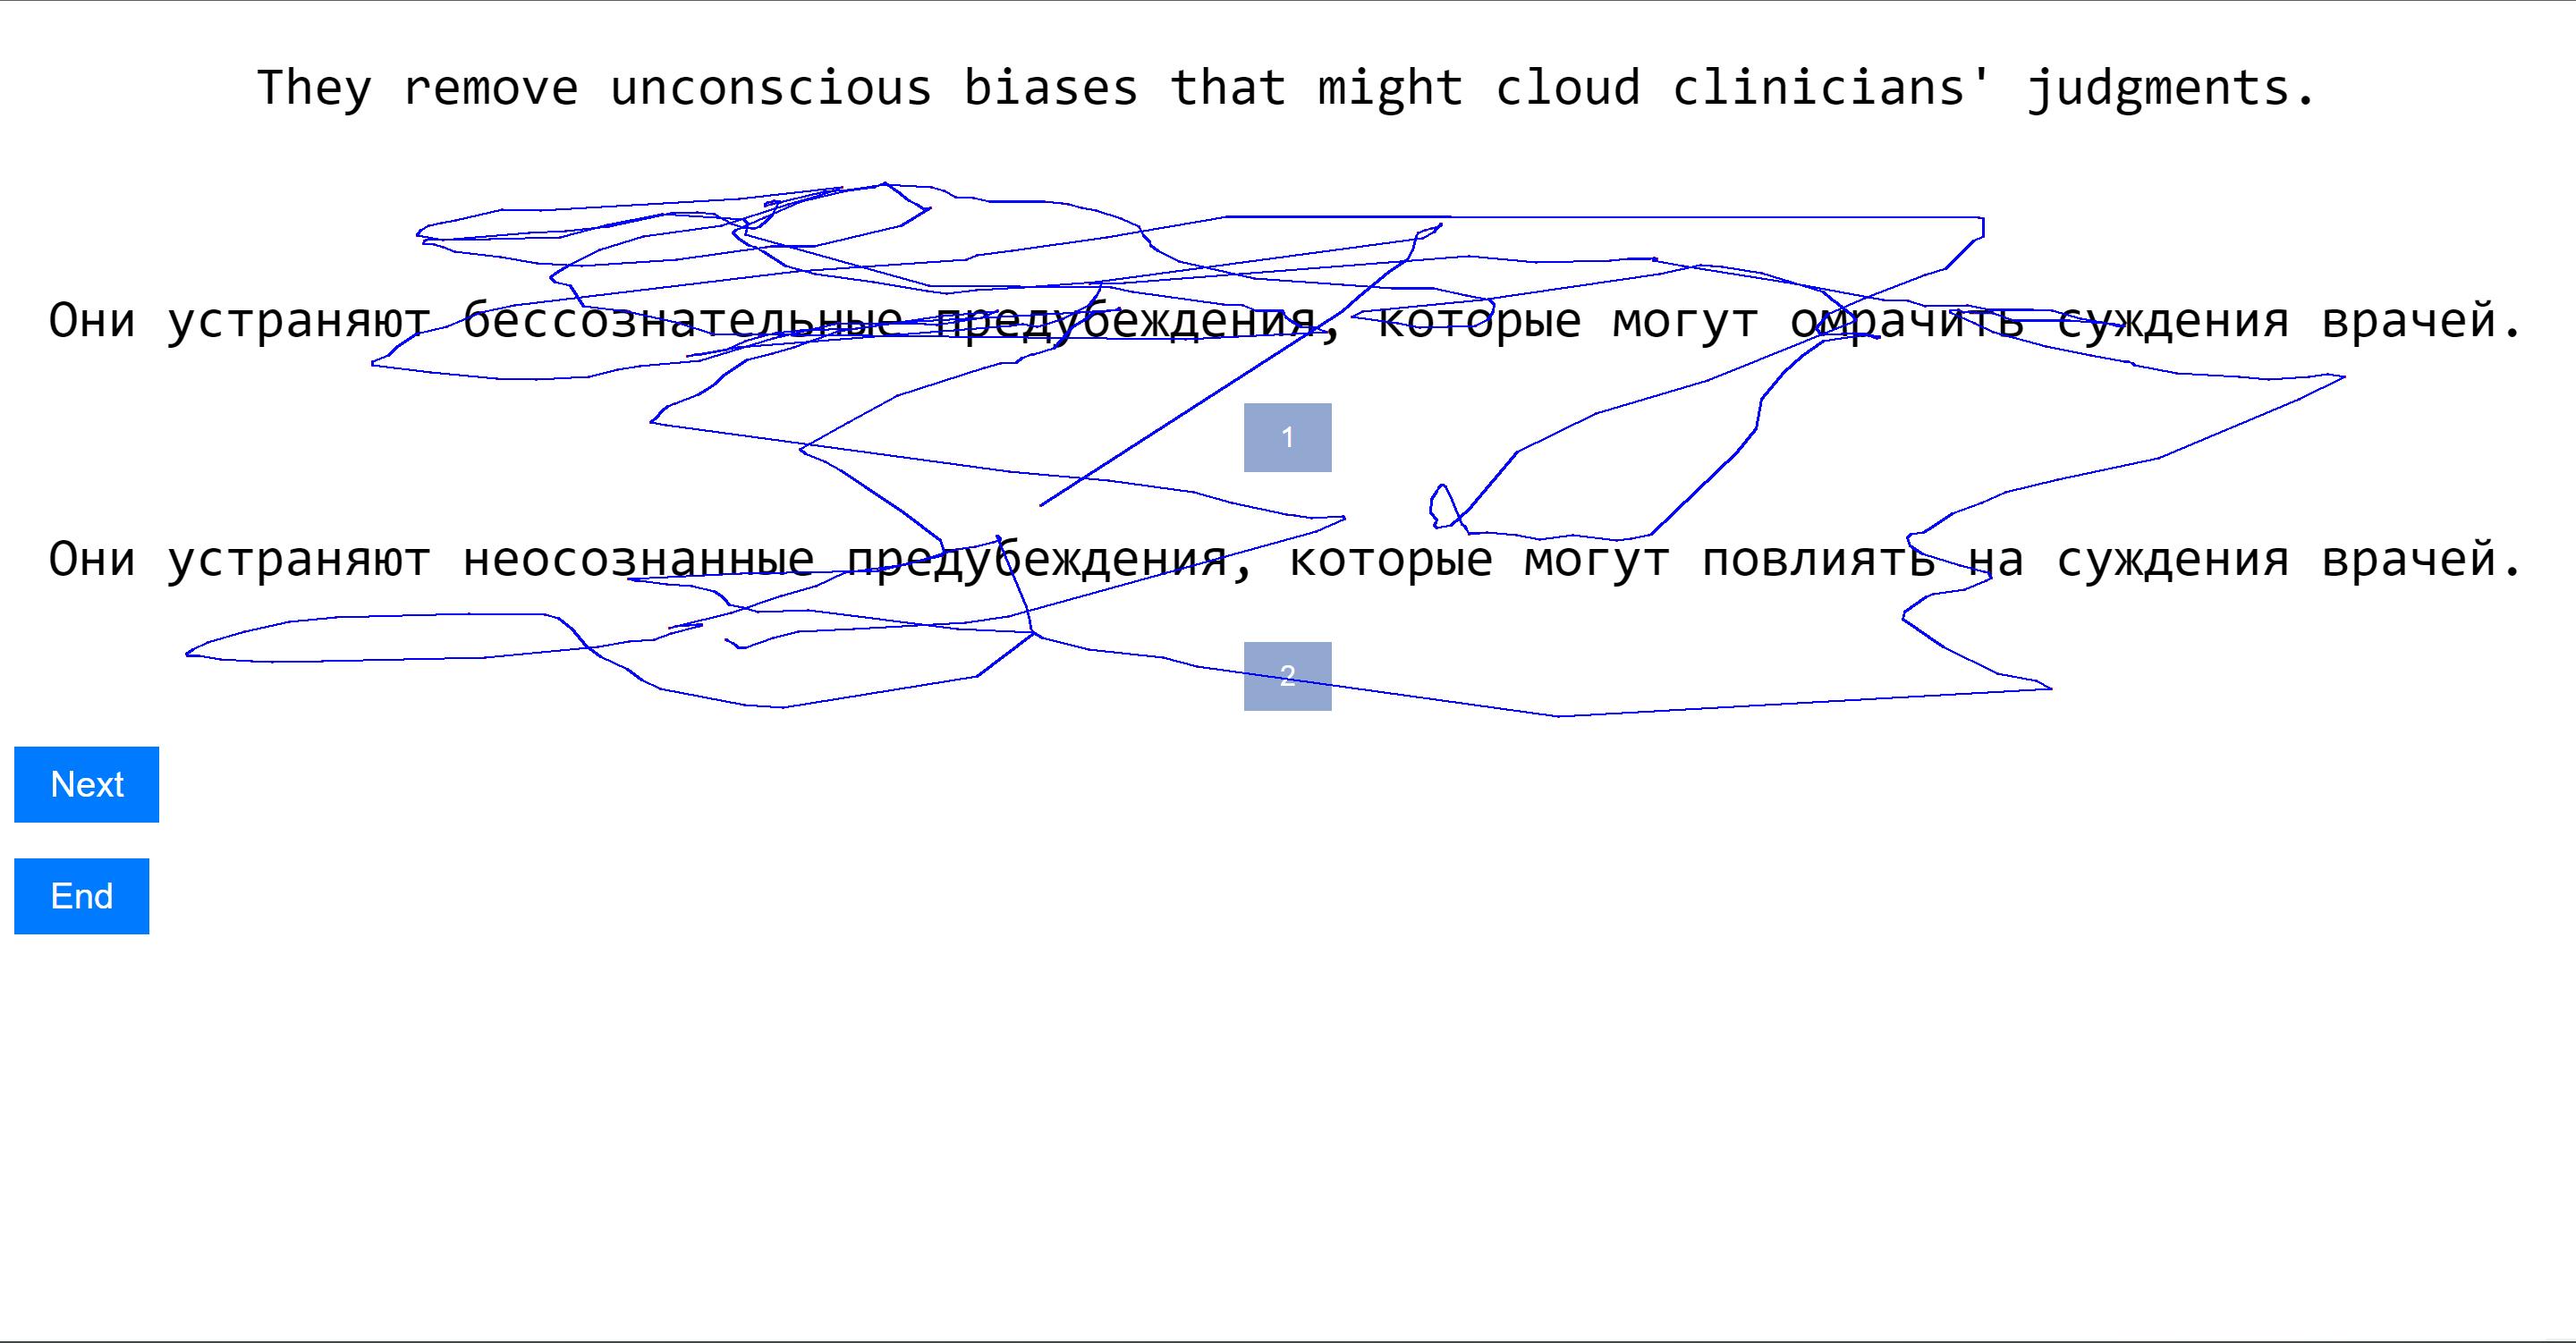 They remove unconscious biases that might cloud clinicians' judgments.
Они устраняют бессознательные предубеждения, которые могут омрачить суждения врачей.
1
Они устраняют неосознанные предубеждения, которые могут повлиять на суждения врачей.
2
Next
End